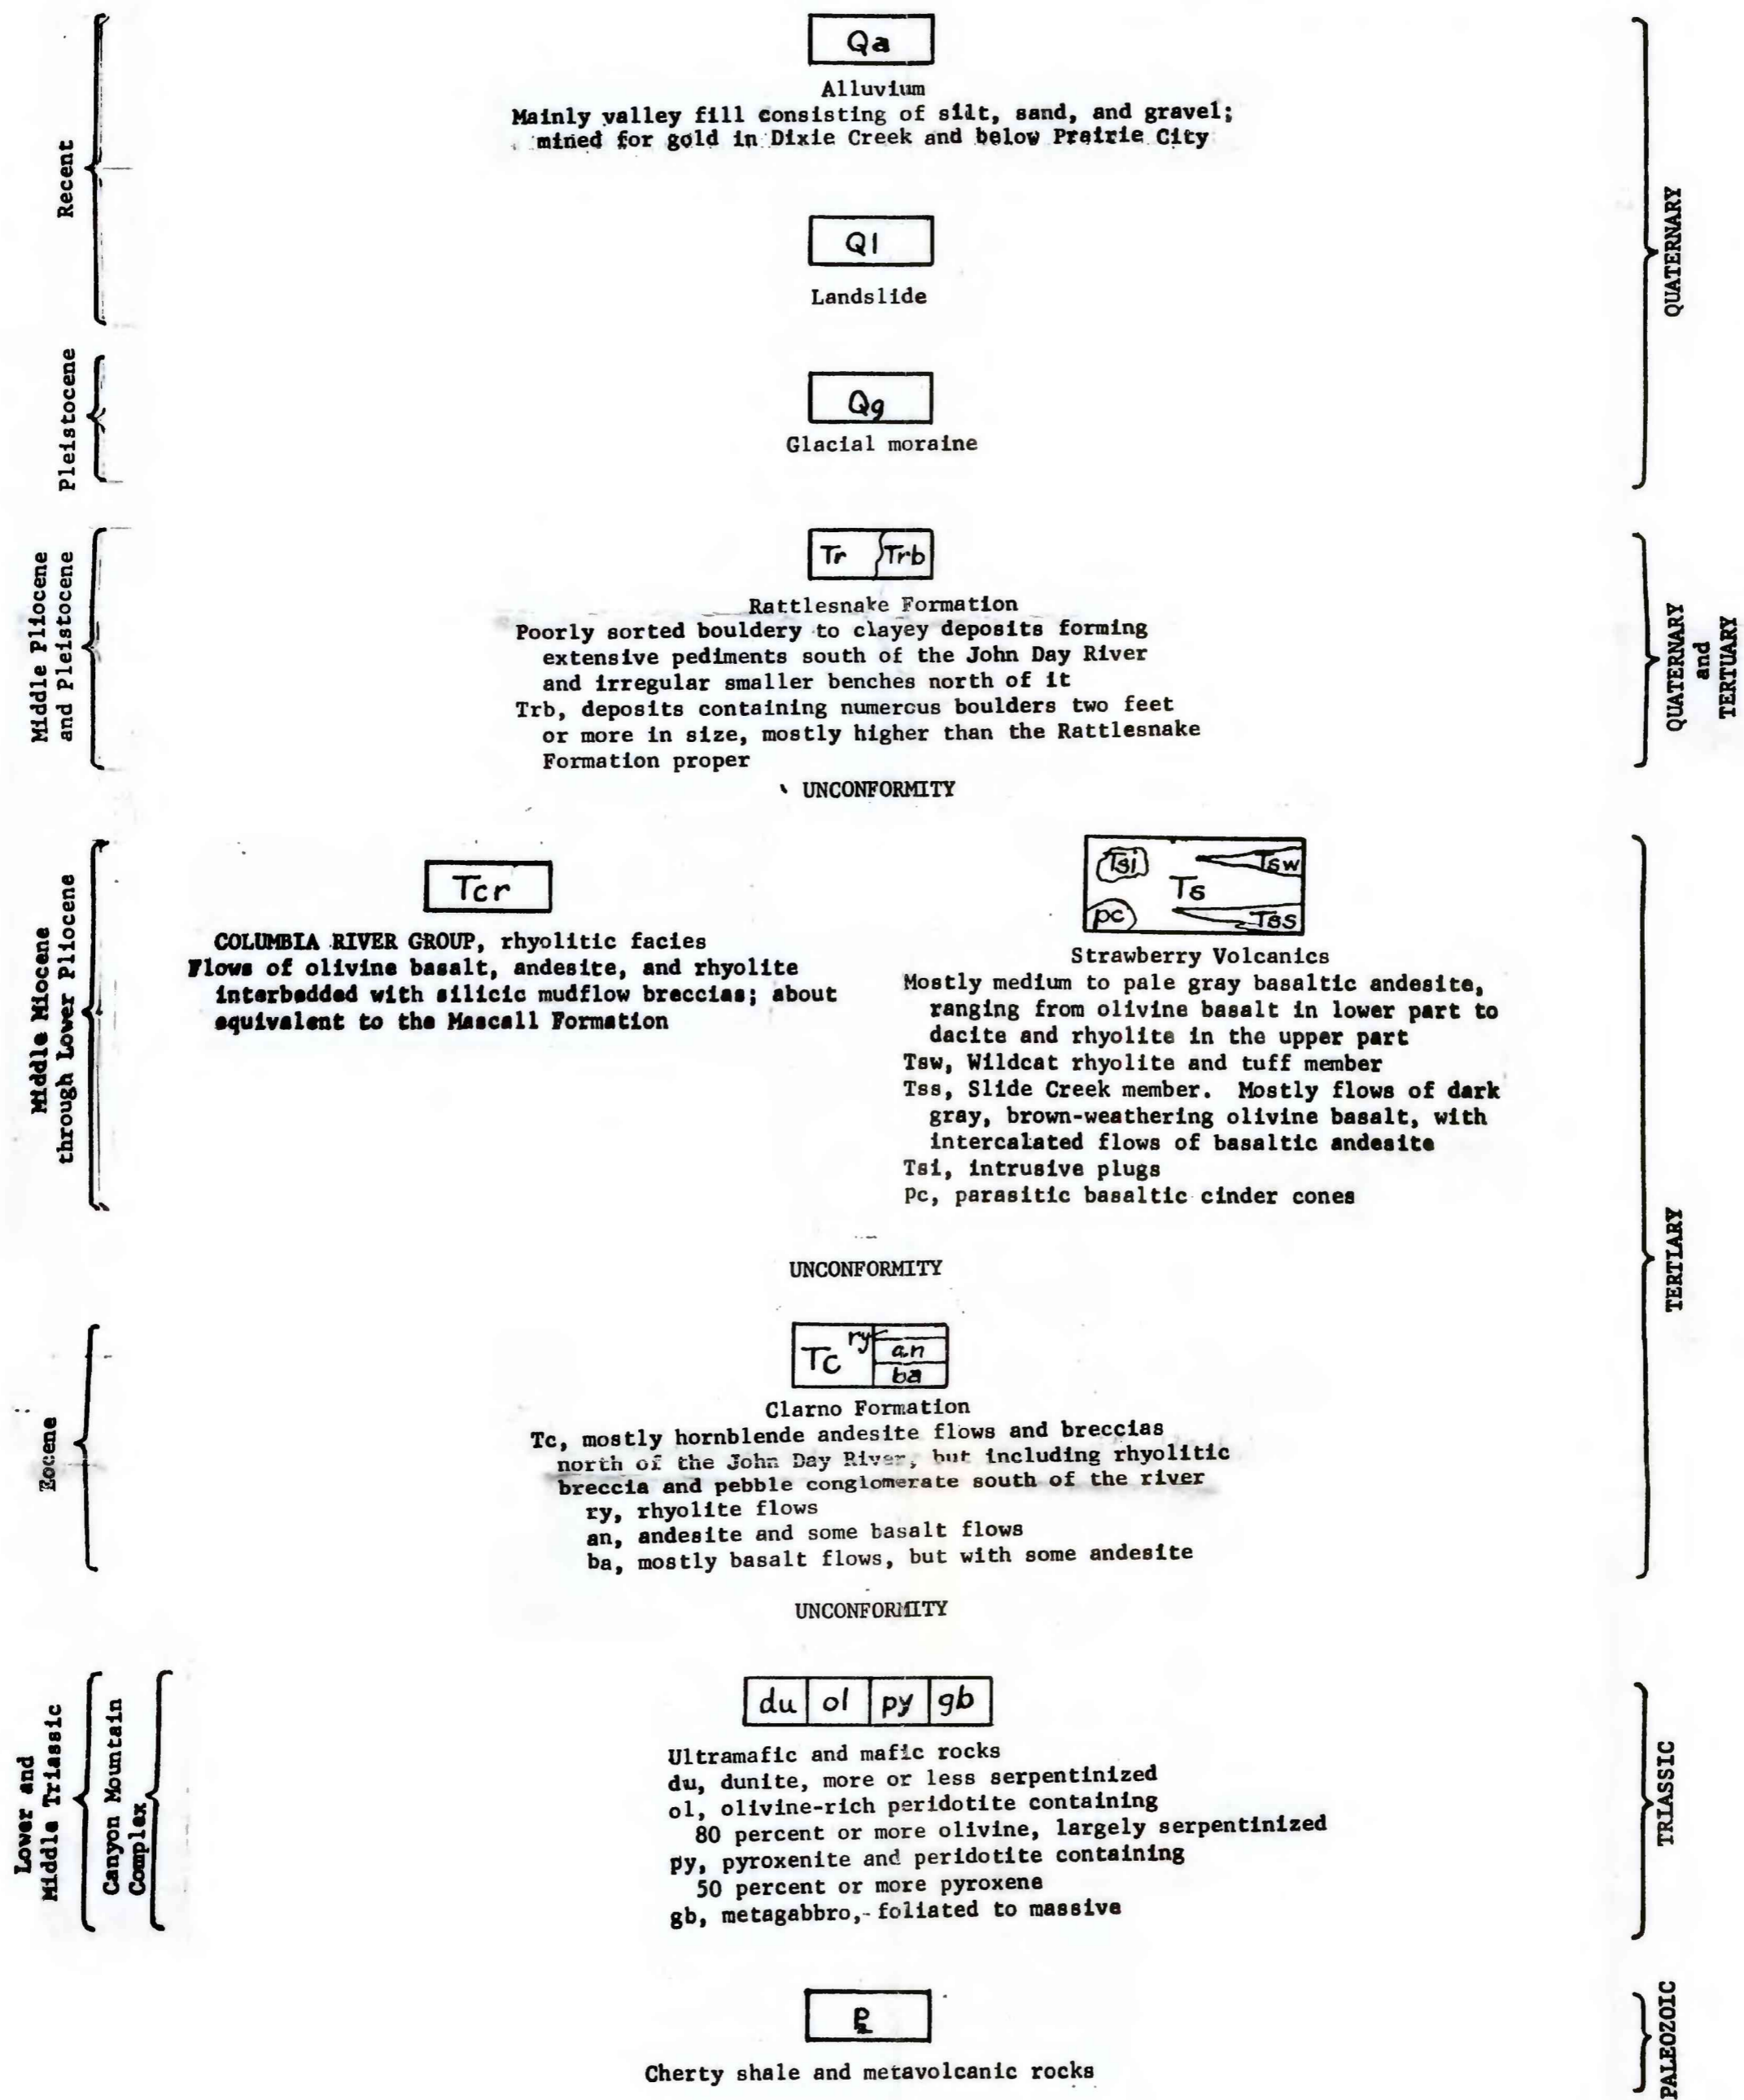 Qa
Alluvium
Mainly valley fill consisting of silt, sand, and gravel;
mined for gold in Dixie Creek and below Prairie City
Recent
Ql
Landslide
QUATERNARY
Pleistocene
Qg
Glacial moraine
Middle Pliocene
and Pleistocene
Tr
Trb
Rattlesnake Formation
Poorly sorted bouldery to clayey deposits forming
extensive pediments south of the John Day River
and irregular smaller benches north of it
Trb, deposits containing numercus boulders two feet
or more in size, mostly higher than the Rattlesnake
Formation proper
QUATERNARY
and
TERTUARY
UNCONFORMITY
Middle Miocene
through Lower Pliocene
Tcr
COLUMBIA RIVER GROUP, rhyolitic facies
Flows of olivine basalt, andesite, and rhyolite
interbedded with silicic mudflow breccias; about
equivalent to the Mascall Formation
Tsi
Tsw
Ts
pc
Tss
Strawberry Volcanics
Mostly medium to pale gray basaltic andesite,
ranging from olivine basalt in lower part to
dacite and rhyolite in the upper part
Tsw, Wildcat rhyolite and tuff member
Tss, Slide Creek member. Mostly flows of dark
gray, brown-weathering olivine basalt, with
intercalated flows of basaltic andesite
Tsi, intrusive plugs
pc, parasitic basaltic cinder cones
TERTIARY
UNCONFORMITY
Eocene
Tc
ry
an
ba
Clarno Formation
Tc, mostly hornblende andesite flows and breccias
north of the John Day River, but including rhyolitic
breccia and pebble conglomerate south of the river
ry, rhyolite flows
an, andesite and some basalt flows
ba, mostly basalt flows, but with some andesite
UNCONFORMITY
Lower and
Middle Triassic
Canyon Mountain
Complex
du
ol
py
gb
Ultramafic and mafic rocks
du, dunite, more or less serpentinized
ol, olivine-rich peridotite containing
80 percent or more olivine, largely serpentinized
py, pyroxenite and peridotite containing
50 percent or more pyroxene
gb, metagabbro, foliated to massive
TRIASSIC
Cherty shale and metavolcanic rocks
PALEOZOIC